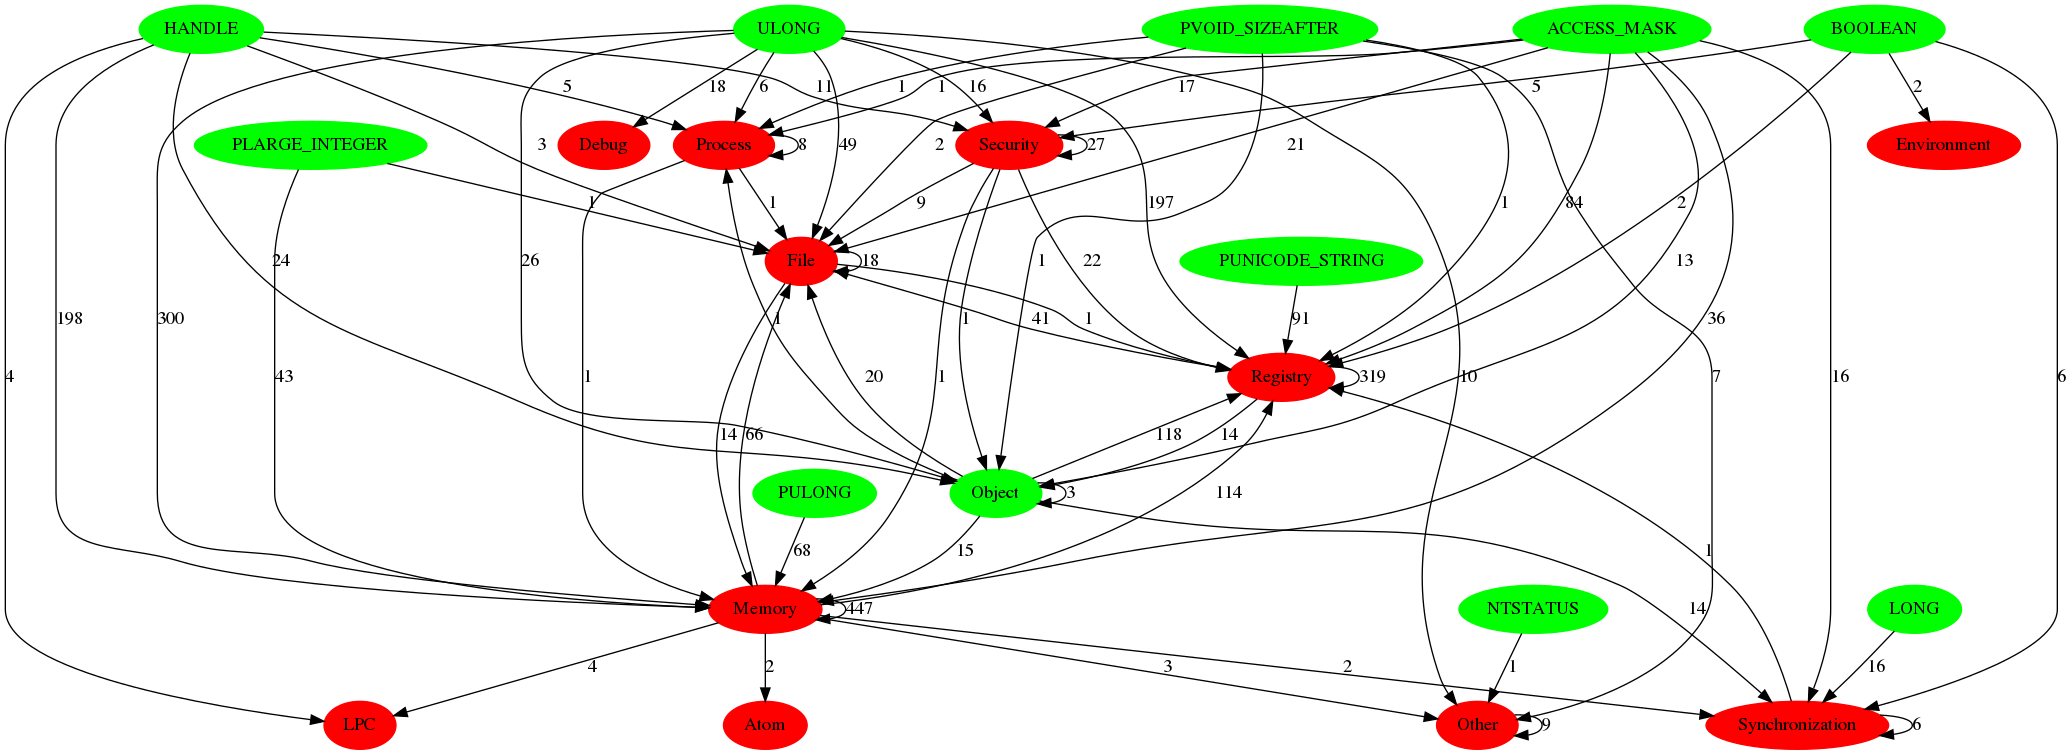 HANDLE ULONG PVOID_SIZEAFTER ACCESS_MASK BOOLEAN
5 18 6 11 16 1 1 17 5 2
PLARGE_INTEGER Debug Process 8 Security 27 Environment
3 49 2 21
1 1 9 197 1 84 2
24 26 File 18 1 22 PUNICODE_STRING 13
198 300 1 41 1 91 1 36
4 43 1 20 1 Registry 319 10 7 16 6
14 66 118 14
PULONG Object 3 114
68 15 1
Memory 447 NTSTATUS 14 LONG
4 2 3 2 1 16
LPC Atom Other 9 Synchronization 6